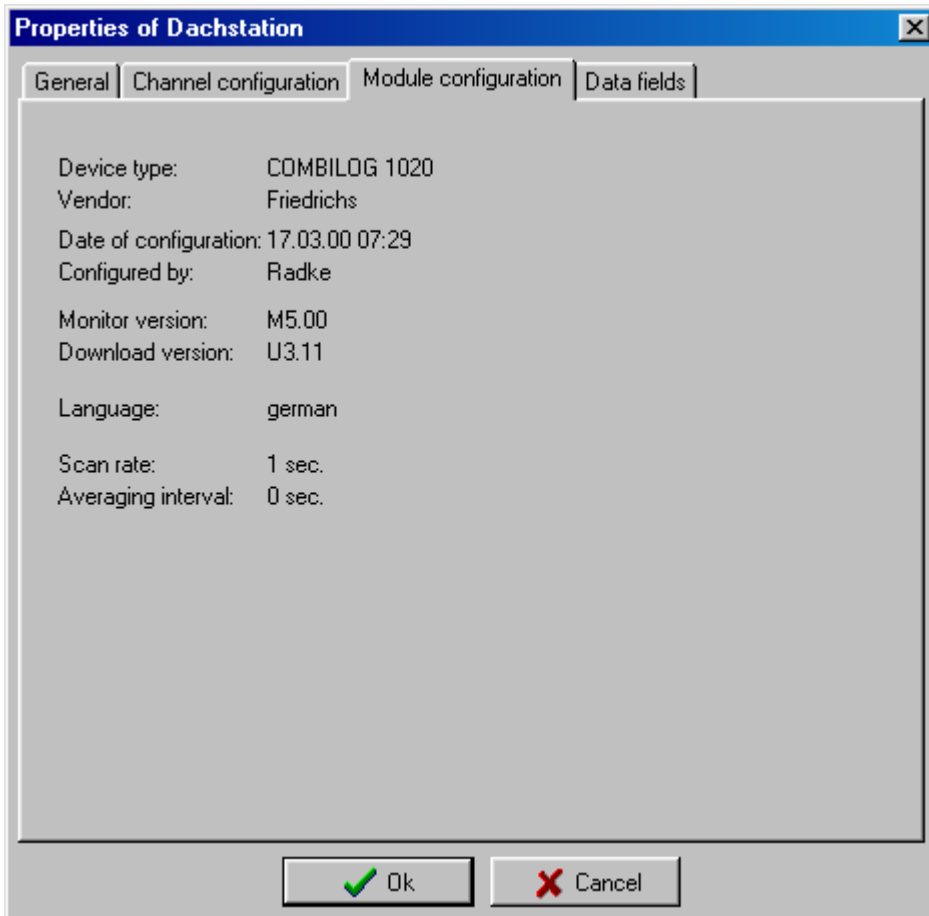 Properties of Dachstation
General Channel configuration Module configuration Data fields
Device type: COMBILOG 1020
Vendor: Friedrichs
Date of configuration: 17.03.00 07:29
Configured by: Radke
Monitor version: M5.00
Download version: U3.11
Language: german
Scan rate: 1 sec.
Averaging interval: 0 sec.
Ok Cancel